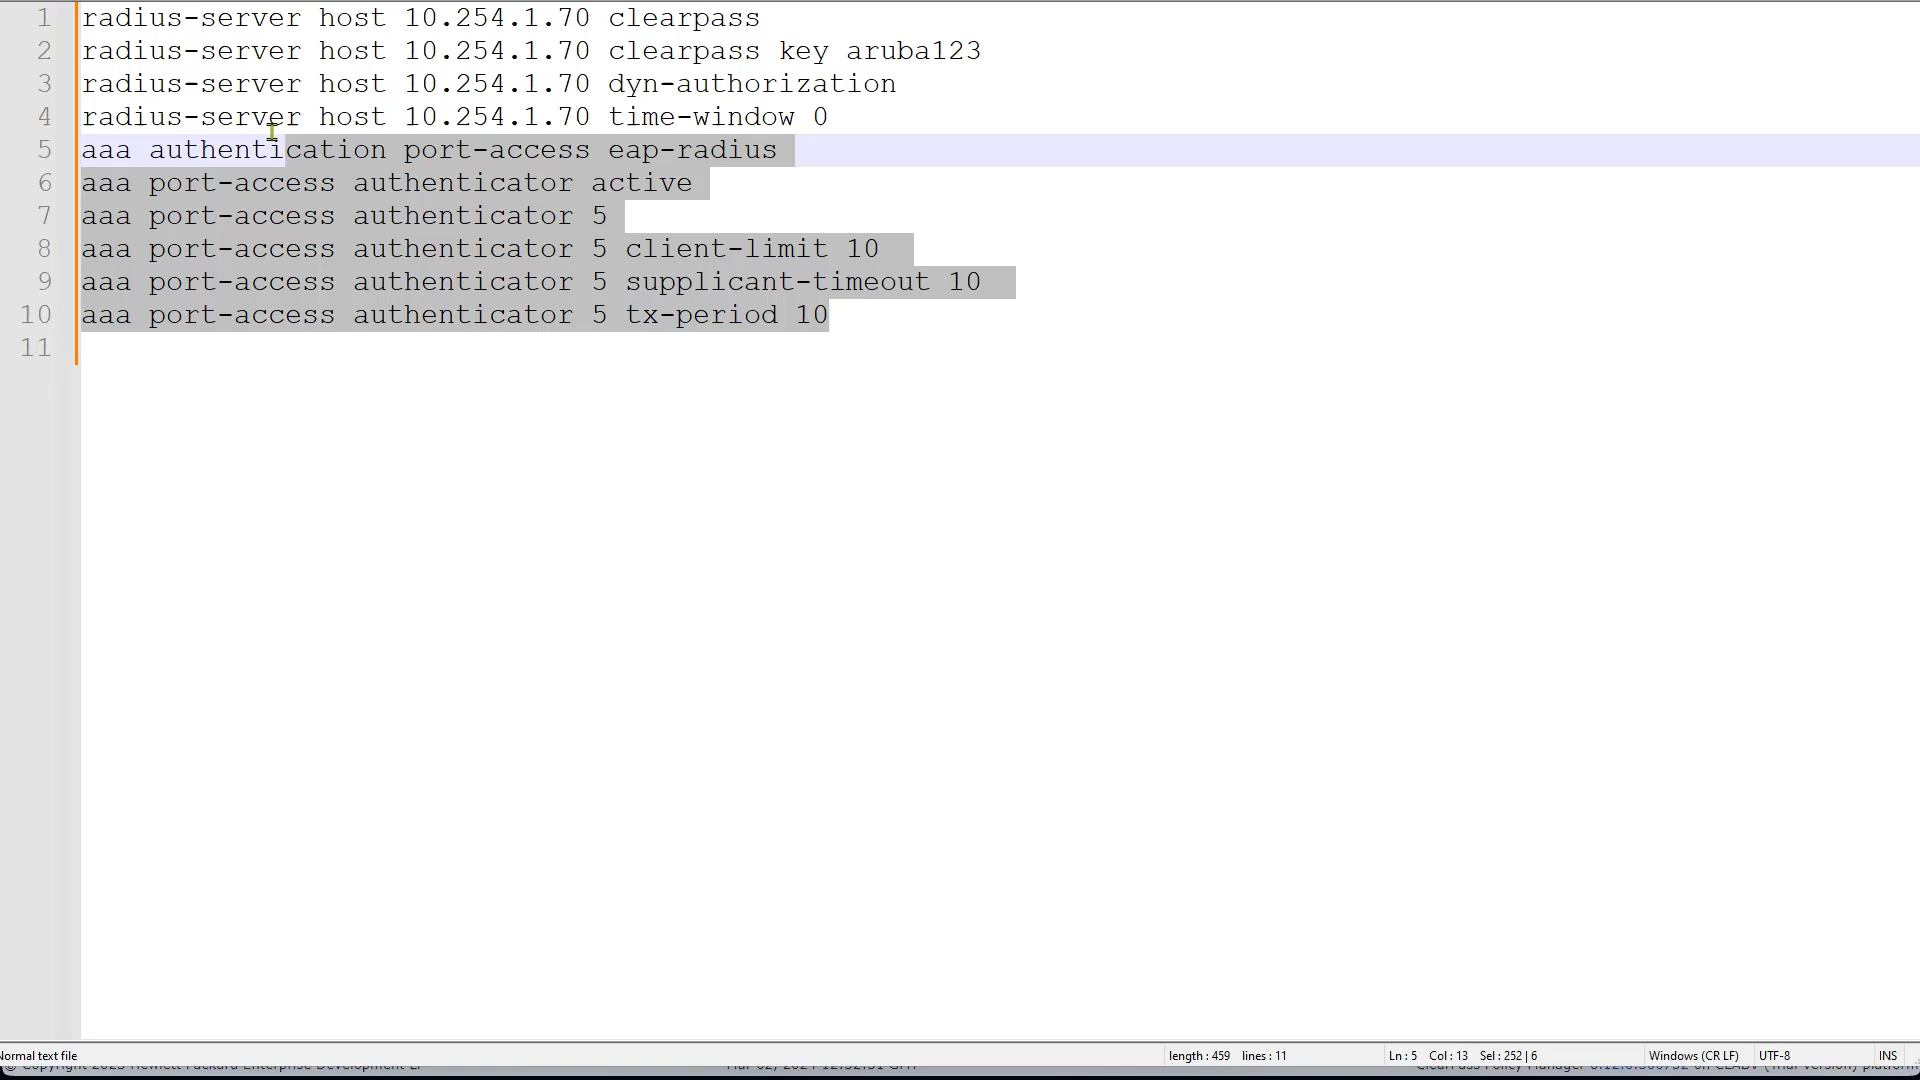 1 radius-server host 10.254.1.70 clearpass
2 radius-server host 10.254.1.70 clearpass key aruba123
3 radius-server host 10.254.1.70 dyn-authorization
4 radius-server host 10.254.1.70 time-window 0
5 aaa authentication port-access eap-radius
6 aaa port-access authenticator active
7 aaa port-access authenticator 5
8 aaa port-access authenticator 5 client-limit 10
9 aaa port-access authenticator 5 supplicant-timeout 10
10 aaa port-access authenticator 5 tx-period 10
11
Normal text file length : 459 lines : 11 Ln : 5 Col : 13 Sel : 252 | 6 Windows (CR LF) UTF-8 INS